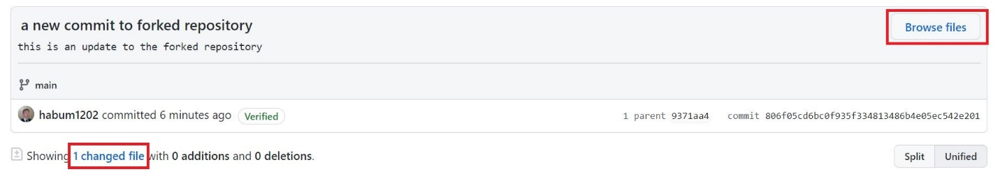 a new commit to forked repository
Browse files
this is an update to the forked repository
main
habum1202 committed 6 minutes ago Verified
1 parent 9371aa4 commit 806f05cd6bc0f935f334813486b4e05ec542e201
Showing 1 changed file with 0 additions and 0 deletions.
Split Unified